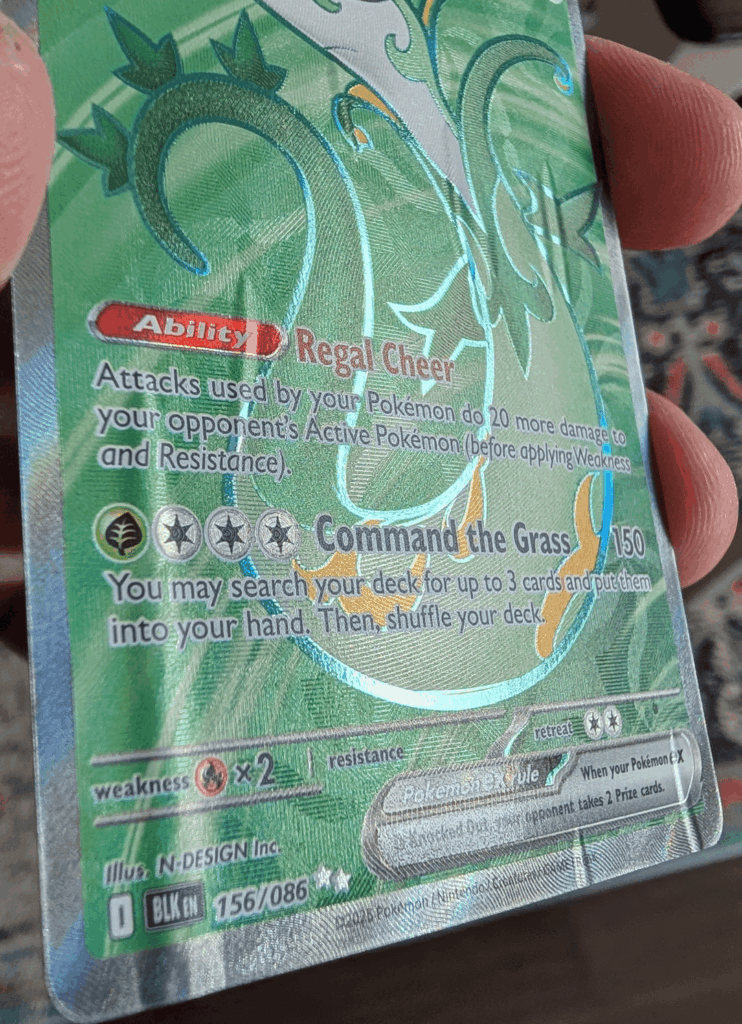 Ability Regal Cheer
Attacks used by your Pokémon do 20 more damage to
your opponent's Active Pokémon (before applying Weakness
and Resistance).
Command the Grass 150
You may search your deck for up to 3 cards and put them
into your hand. Then, shuffle your deck.
weakness ×2 resistance retreat
Pokémon ex rule When your Pokémon ex
is Knocked Out, your opponent takes 2 Prize cards.
Illus. N-DESIGN Inc.
I BLK EN 156/086
©2025 Pokémon / Nintendo / Creatures / GAME FREAK